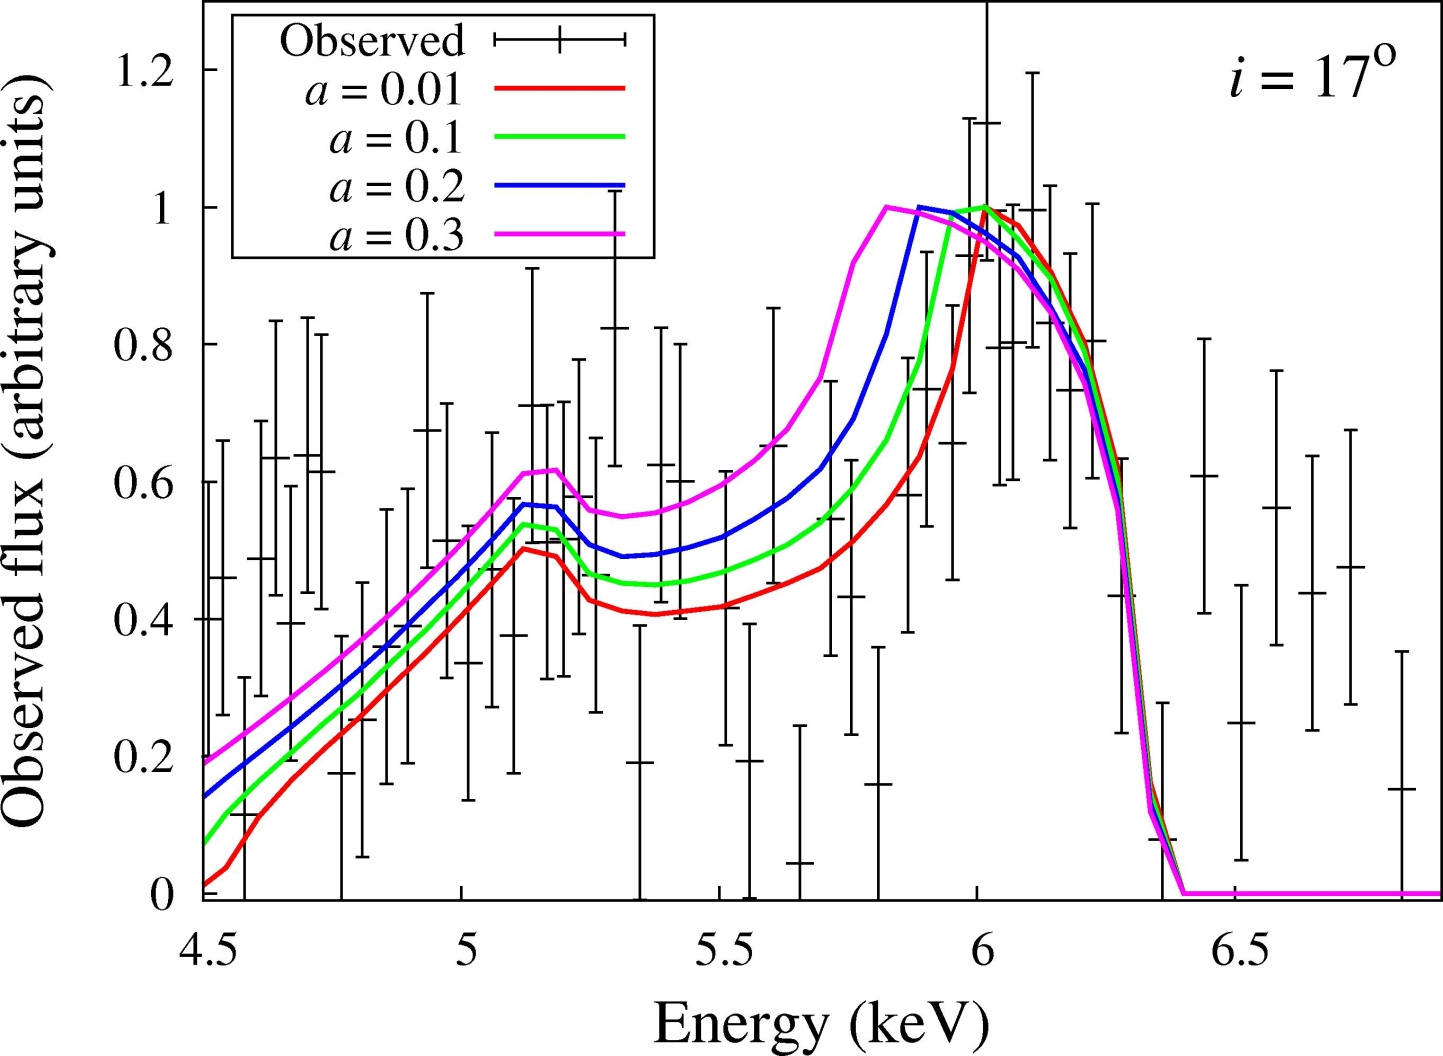 Observed
a = 0.01
a = 0.1
a = 0.2
a = 0.3
i = 17°
Observed flux (arbitrary units)
1.2
1
0.8
0.6
0.4
0.2
0
4.5 5 5.5 6 6.5
Energy (keV)